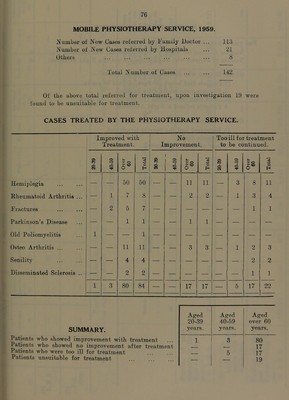 76
MOBILE PHYSIOTHERAPY SERVICE, 1959.
Number of New Cases referred by Family Doctor ... 113
Number of New Cases referred by Hospitals ... 21
Others ... 8
Total Number of Cases ... 142
Of the above total referred for treatment, upon investigation 19 were
found to be unsuitable for treatment.
CASES TREATED BY THE PHYSIOTHERAPY SERVICE.
Improved with Treatment. No Improvement. Too ill for treatment to be continued.
20-39 40-59 Over 60 Total 20-39 40-59 Over 60 Total 20-39 40-59 Over 60 Total
Hemiplegia — — 50 50 — — 11 11 — 3 8 11
Rheumatoid Arthritis ... — 1 7 8 — — 2 2 — 1 3 4
Fractures — 2 5 7 — — — — — — 1 1
Parkinson's Disease — — 1 1 — — 1 1 — — — —
Old Poliomyelitis 1 — — 1 — — — — — — — —
Osteo Arthritis — — 11 11 — — 3 3 — 1 2 3
Senility — — 4 4 — — — — — — 2 2
Disseminated Sclerosis ... — — 2 2 — — — — — — 1 1
1 3 80 84 — — 17 17 — 5 17 22
SUMMARY.
Aged 20-39 years. Aged 40-59 years. Aged over 60 years.
Patients who showed improvement with treatment 1 3 80
Patients who showed no improvement after treatment — — 17
Patients who were too ill for treatment — 5 17
Patients unsuitable for treatment — — 19